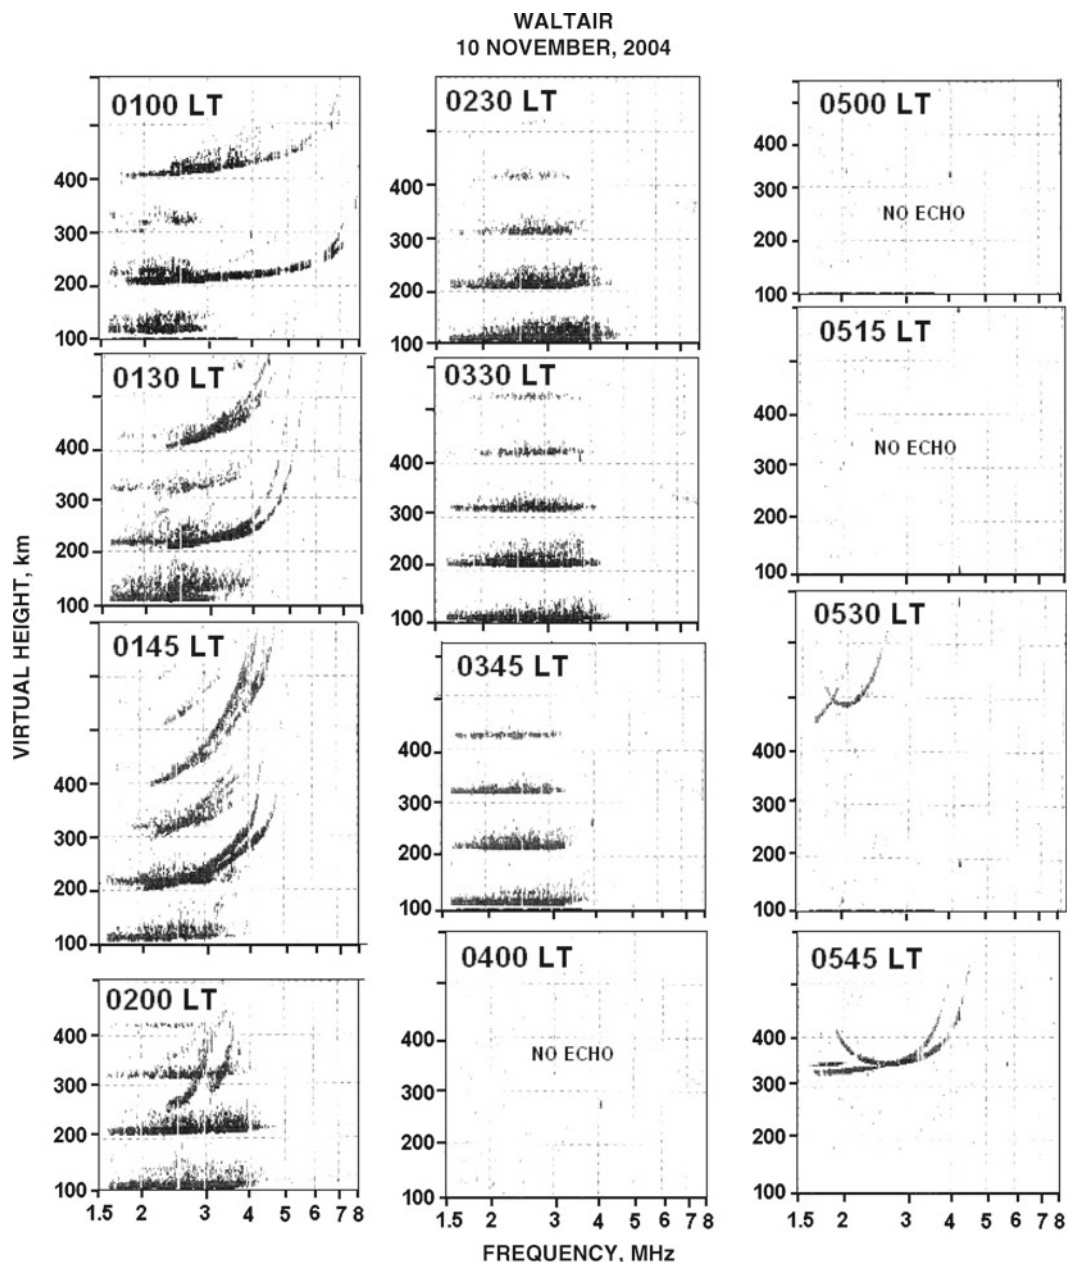 WALTAIR
10 NOVEMBER, 2004
VIRTUAL HEIGHT, km
0100 LT
400
300
200
100
0130 LT
400
300
200
100
0145 LT
400
300
200
100
0200 LT
400
300
200
100
1.5 2 3 4 5 6 7 8
0230 LT
400
300
200
100
0330 LT
400
300
200
100
0345 LT
400
300
200
100
0400 LT
NO ECHO
400
300
200
100
1.5 2 3 4 5 6 7 8
0500 LT
NO ECHO
400
300
200
100
0515 LT
NO ECHO
400
300
200
100
0530 LT
400
300
200
100
0545 LT
400
300
200
100
1.5 2 3 4 5 6 7 8
FREQUENCY, MHz